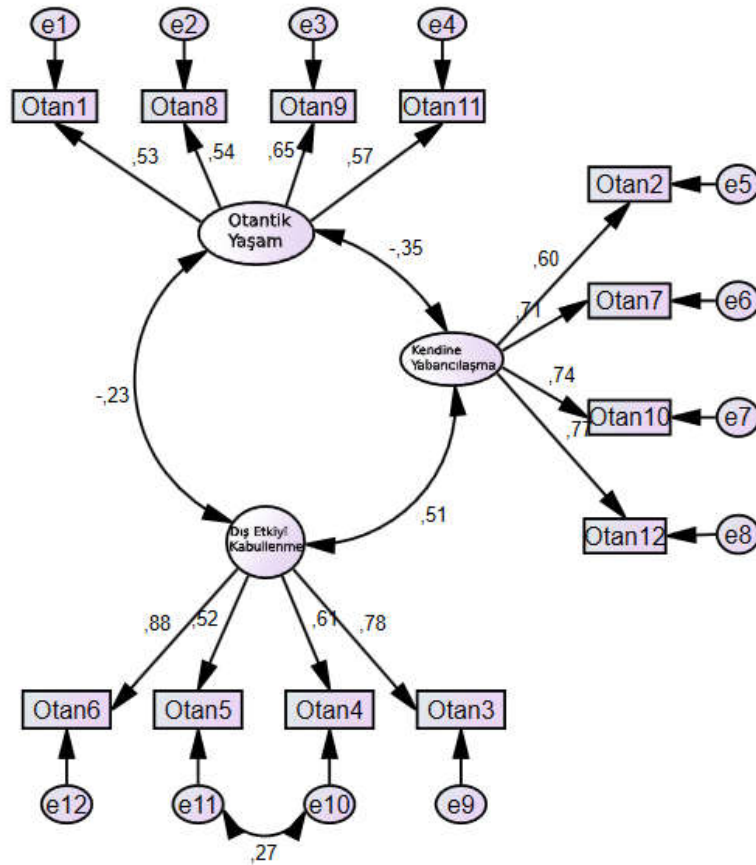 e1
e2
e3
e4
Otan1
Otan8
Otan9
Otan11
,53
,54
,65
,57
Otan2
e5
Otantik
Yaşam
-,35
,60
Otan7
e6
,71
Kendine
Yabancılaşma
,74
-,23
Otan10
e7
,77
,51
Dış Etkiyi
Kabullenme
Otan12
e8
,88
,52
,61
,78
Otan6
Otan5
Otan4
Otan3
e12
e11
e10
e9
,27